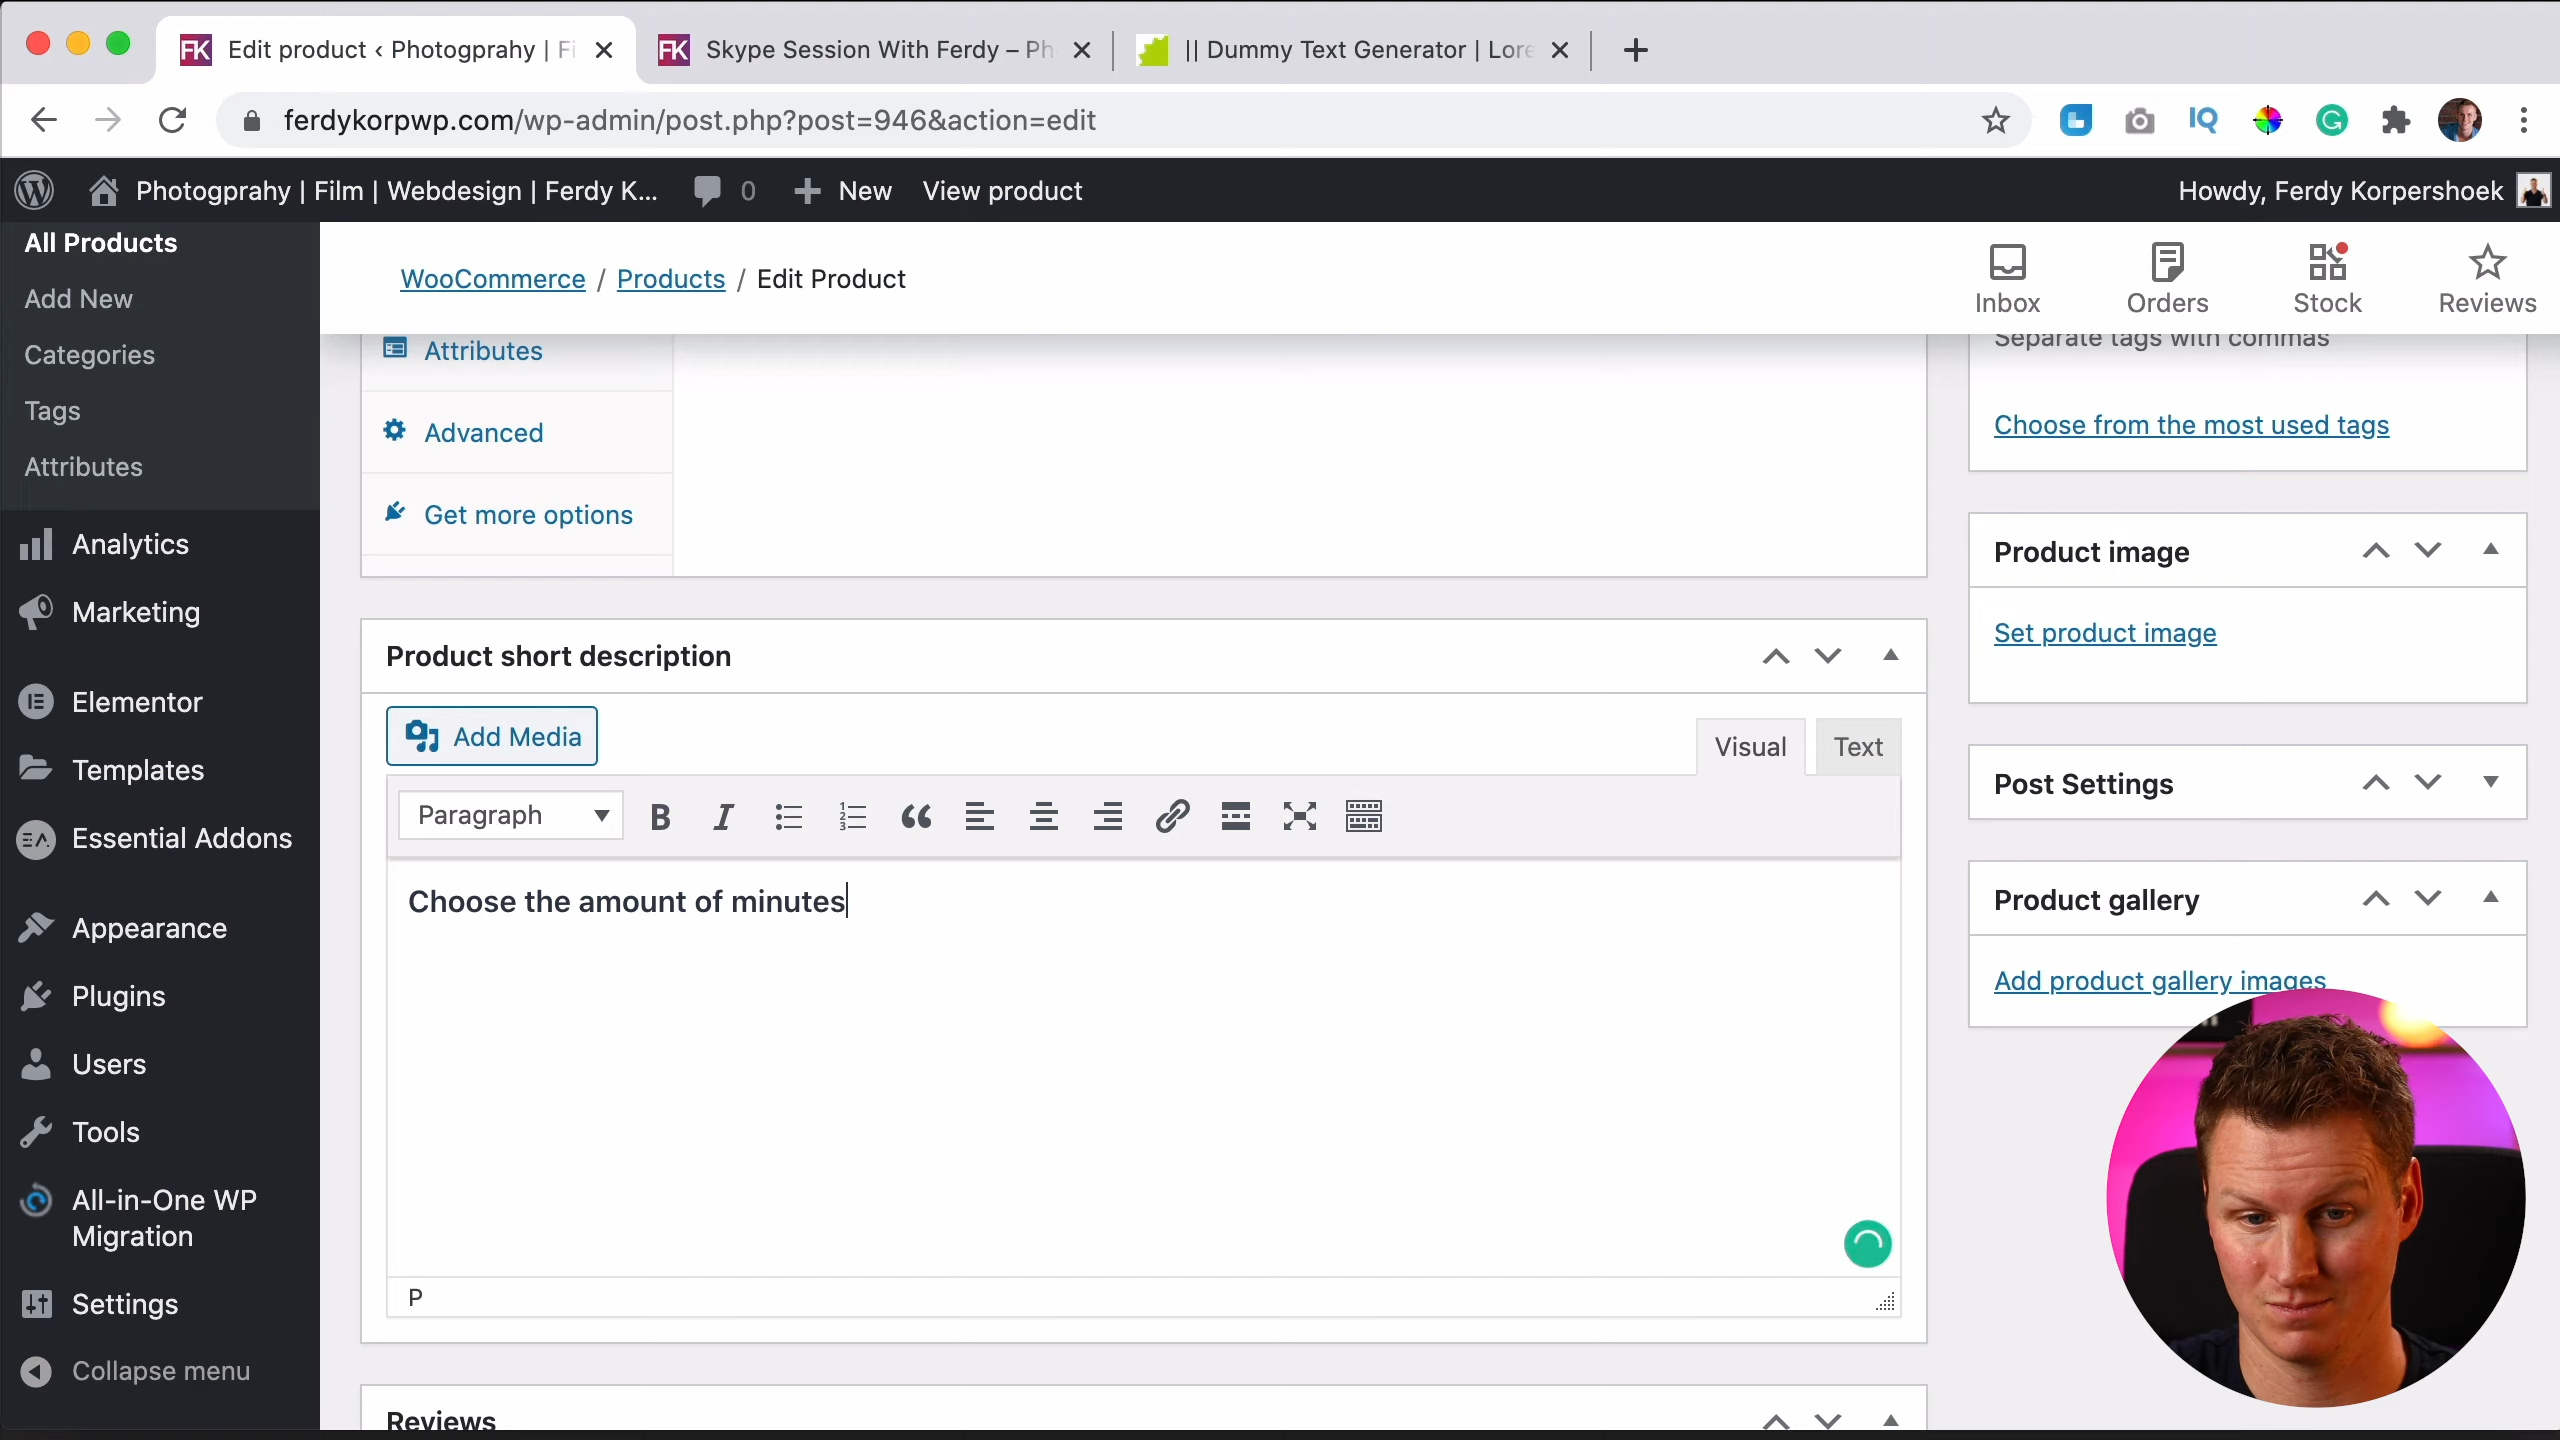 FK Edit product ‹ Photogprahy | Fi
FK Skype Session With Ferdy – Ph
|| Dummy Text Generator | Lore
ferdykorpwp.com/wp-admin/post.php?post=946&action=edit
IQ
Photogprahy | Film | Webdesign | Ferdy K...
0
New
View product
Howdy, Ferdy Korpershoek
All Products
Add New
Categories
Tags
Attributes
Analytics
Marketing
Elementor
Templates
Essential Addons
Appearance
Plugins
Users
Tools
All-in-One WP
Migration
Settings
Collapse menu
WooCommerce / Products / Edit Product
Inbox
Orders
Stock
Reviews
Attributes
Advanced
Get more options
Product short description
Add Media
Visual
Text
Paragraph
Choose the amount of minutes
P
Reviews
Separate tags with commas
Choose from the most used tags
Product image
Set product image
Post Settings
Product gallery
Add product gallery images